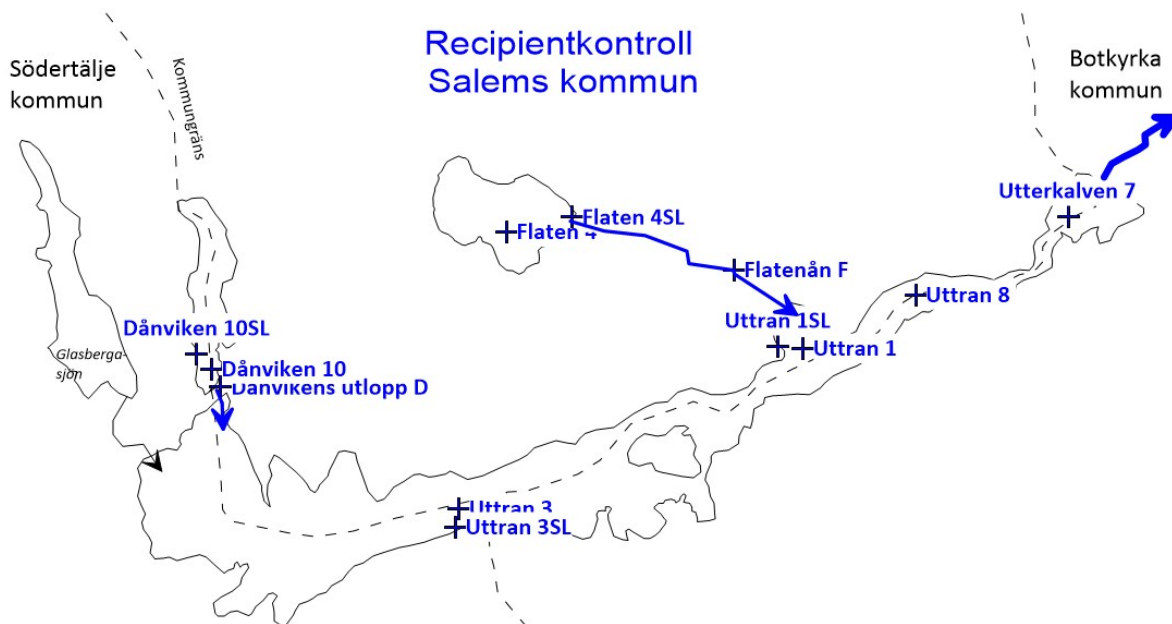 Recipientkontroll
Salems kommun
Södertälje
kommun
Kommungräns
Botkyrka
kommun
Utterkalven 7
Flaten 4SL
Flaten 4
Flatenån F
Uttran 8
Uttran 1SL
Uttran 1
Dånviken 10SL
Glasberga-
sjön
Dånviken 10
Dånvikens utlopp D
Uttran 3
Uttran 3SL